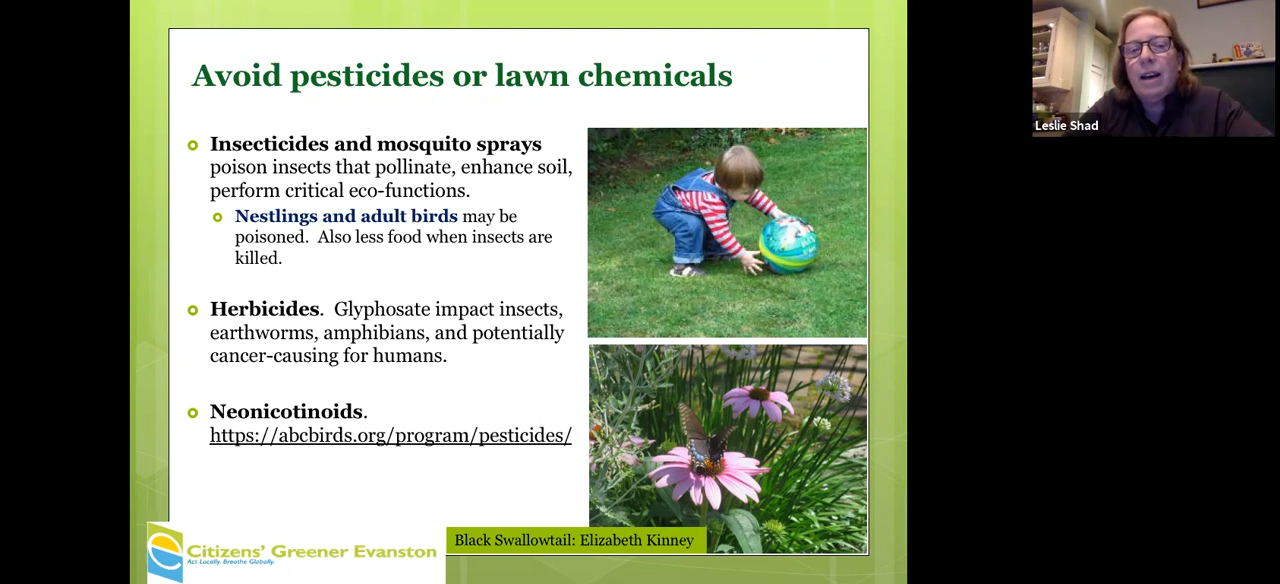 Avoid pesticides or lawn chemicals
Insecticides and mosquito sprays
poison insects that pollinate, enhance soil,
perform critical eco-functions.
Nestlings and adult birds may be
poisoned. Also less food when insects are
killed.
Herbicides. Glyphosate impact insects,
earthworms, amphibians, and potentially
cancer-causing for humans.
Neonicotinoids.
https://abcbirds.org/program/pesticides/
Black Swallowtail: Elizabeth Kinney
Citizens' Greener Evanston
Act Locally. Breathe Globally.
Leslie Shad